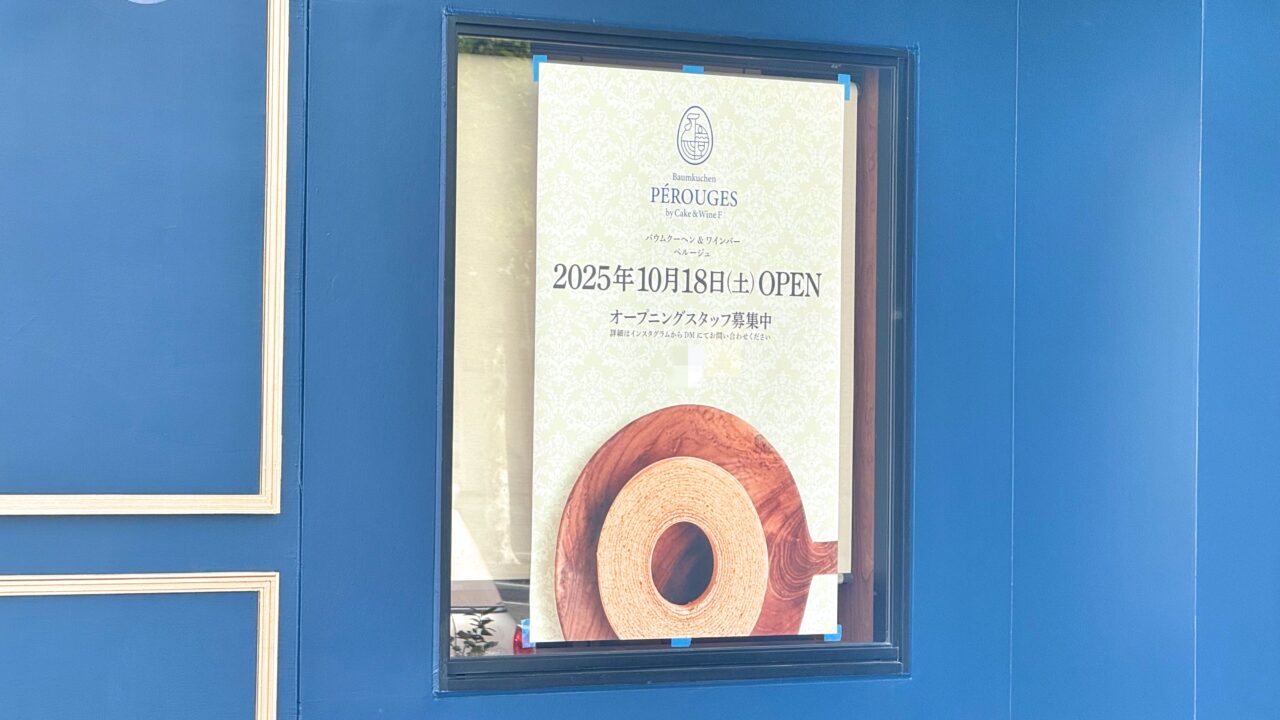 Baumkuchen
PÉROUGES
by Cake & Wine F
バウムクーヘン & ワインバー
ペルージュ
2025年10月18日(土) OPEN
オープニングスタッフ募集中
詳細はインスタグラムから DM にてお問い合わせください